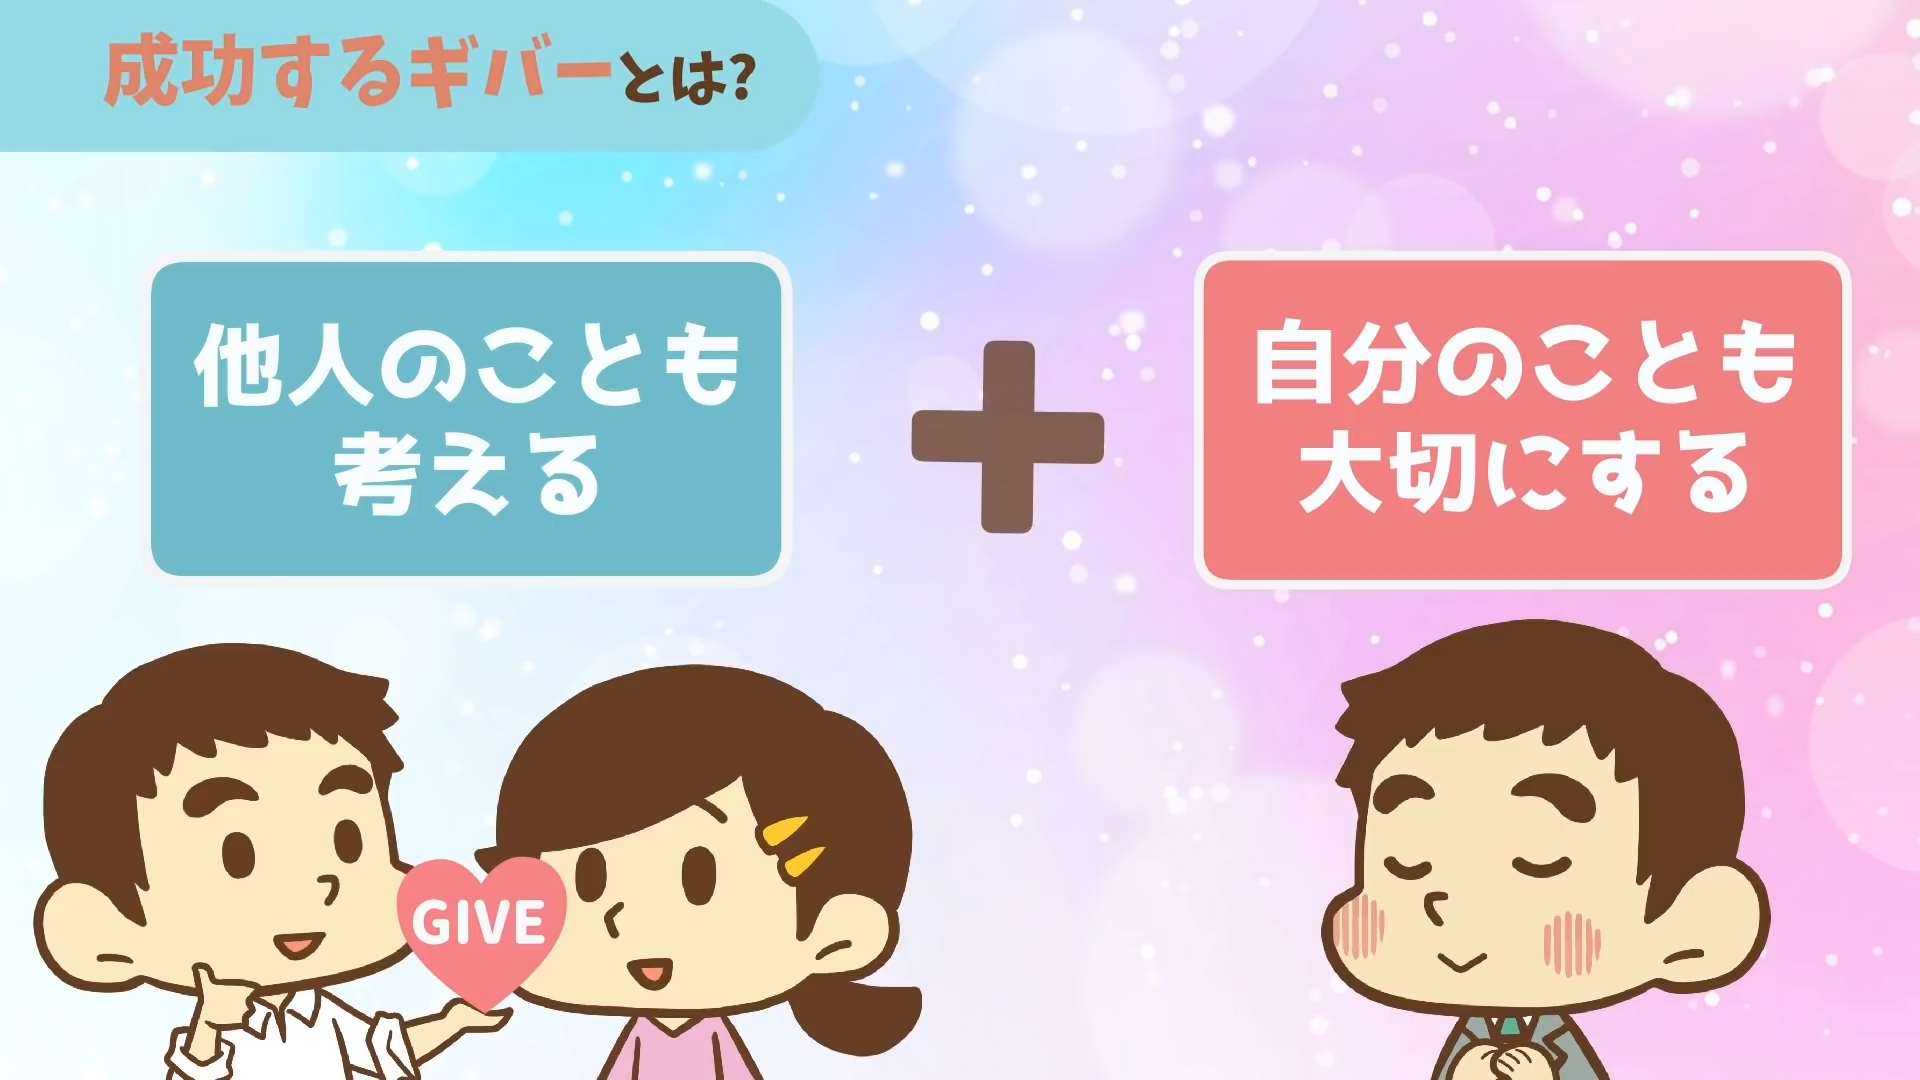 成功するギバーとは?
他人のことも
考える
自分のことも
大切にする
GIVE